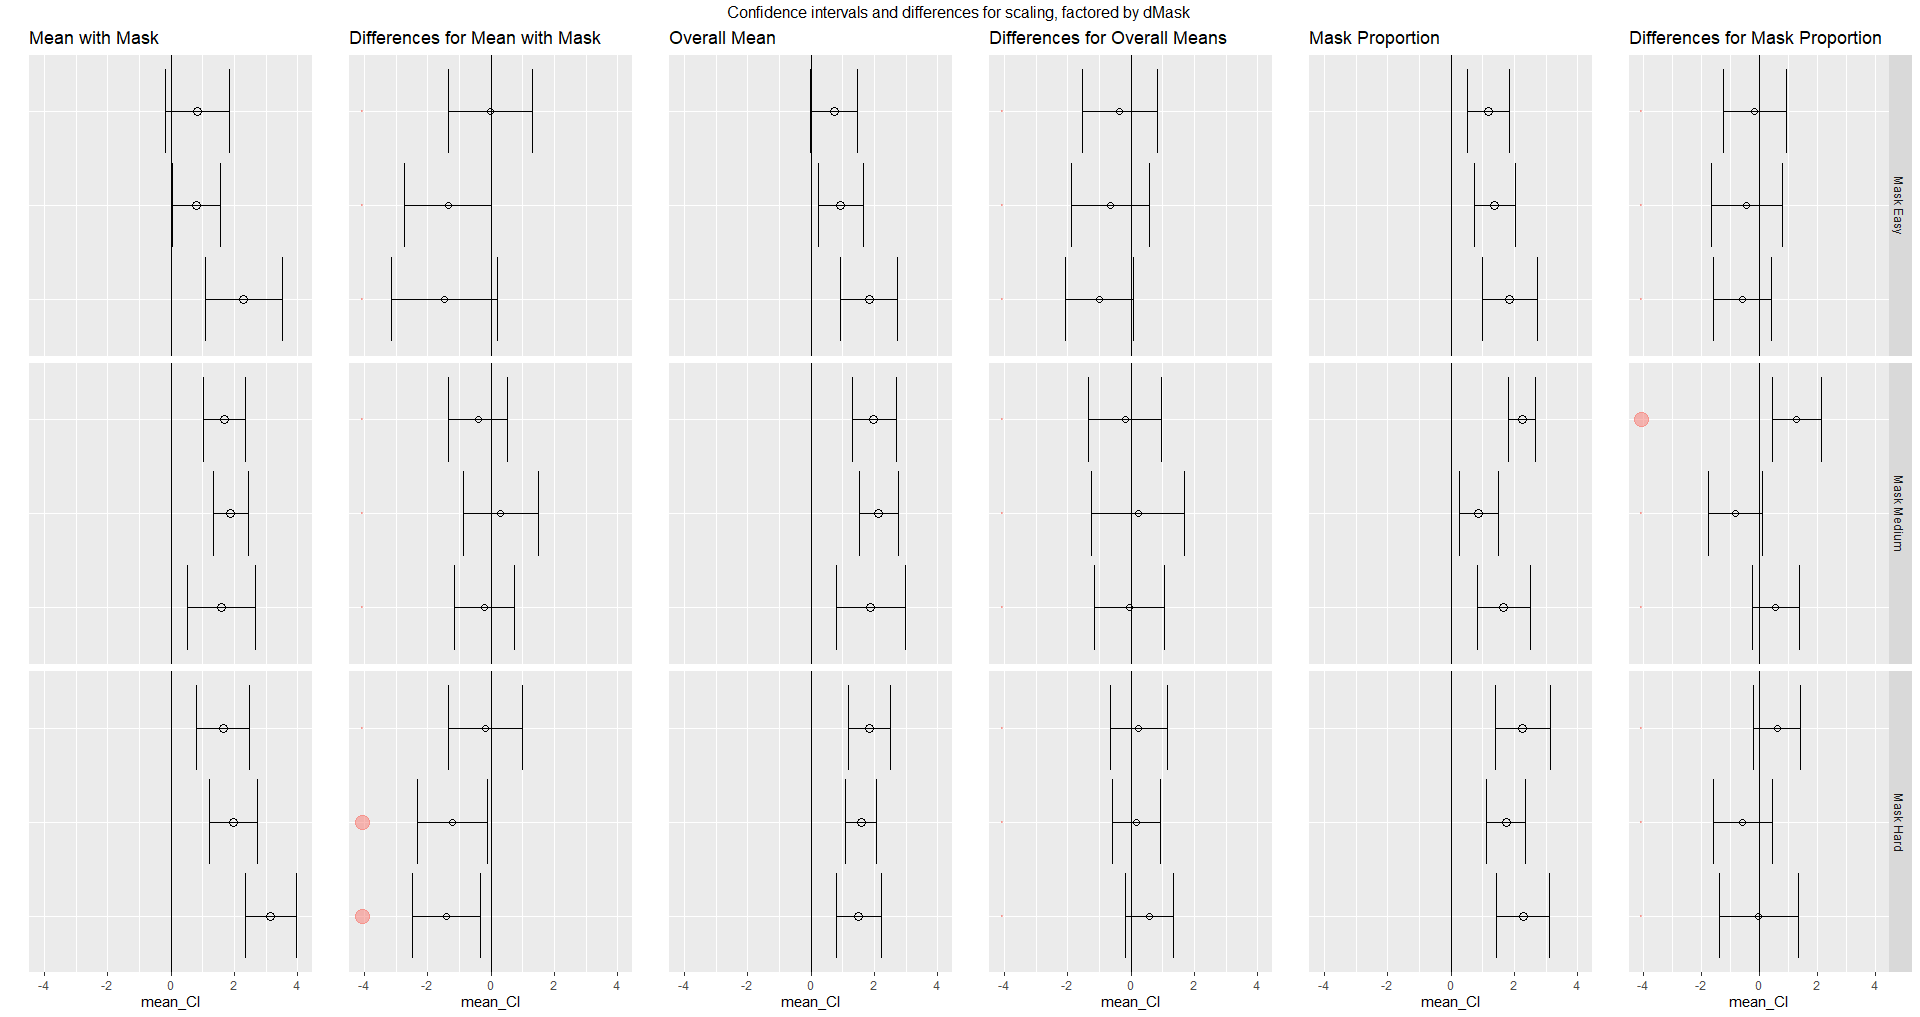 Confidence intervals and differences for scaling, factored by dMask
Mean with Mask
Differences for Mean with Mask
Overall Mean
Differences for Overall Means
Mask Proportion
Differences for Mask Proportion
Mask Easy
Mask Medium
Mask Hard
-4 -2 0 2 4
-4 -2 0 2 4
-4 -2 0 2 4
-4 -2 0 2 4
-4 -2 0 2 4
-4 -2 0 2 4
mean_CI
mean_CI
mean_CI
mean_CI
mean_CI
mean_CI